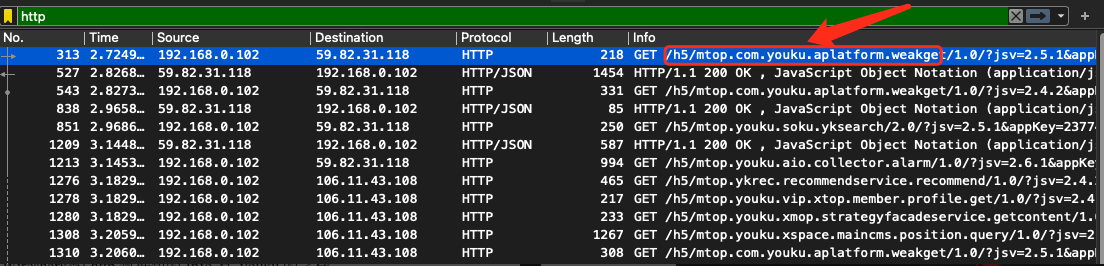 http
No. Time Source Destination Protocol Length Info
313 2.7249… 192.168.0.102 59.82.31.118 HTTP 218 GET /h5/mtop.com.youku.aplatform.weakget/1.0/?jsv=2.5.1&app
527 2.8268… 59.82.31.118 192.168.0.102 HTTP/JSON 1454 HTTP/1.1 200 OK , JavaScript Object Notation (application/j
543 2.8273… 192.168.0.102 59.82.31.118 HTTP 331 GET /h5/mtop.com.youku.aplatform.weakget/1.0/?jsv=2.4.2&app
838 2.9658… 59.82.31.118 192.168.0.102 HTTP/JSON 85 HTTP/1.1 200 OK , JavaScript Object Notation (application/js
851 2.9686… 192.168.0.102 59.82.31.118 HTTP 250 GET /h5/mtop.youku.soku.yksearch/2.0/?jsv=2.5.1&appKey=2377
1209 3.1448… 59.82.31.118 192.168.0.102 HTTP/JSON 587 HTTP/1.1 200 OK , JavaScript Object Notation (application/js
1213 3.1453… 192.168.0.102 59.82.31.118 HTTP 994 GET /h5/mtop.youku.aio.collector.alarm/1.0/?jsv=2.6.1&appKe
1276 3.1829… 192.168.0.102 106.11.43.108 HTTP 465 GET /h5/mtop.ykrec.recommendservice.recommend/1.0/?jsv=2.4.
1278 3.1829… 192.168.0.102 106.11.43.108 HTTP 217 GET /h5/mtop.youku.vip.xtop.member.profile.get/1.0/?jsv=2.4
1280 3.1829… 192.168.0.102 106.11.43.108 HTTP 233 GET /h5/mtop.youku.xmop.strategyfacadeservice.getcontent/1.0
1308 3.2059… 192.168.0.102 106.11.43.108 HTTP 1267 GET /h5/mtop.youku.xspace.maincms.position.query/1.0/?jsv=2
1310 3.2060… 192.168.0.102 106.11.43.108 HTTP 308 GET /h5/mtop.com.youku.aplatform.weakget/1.0/?jsv=2.4.2&app